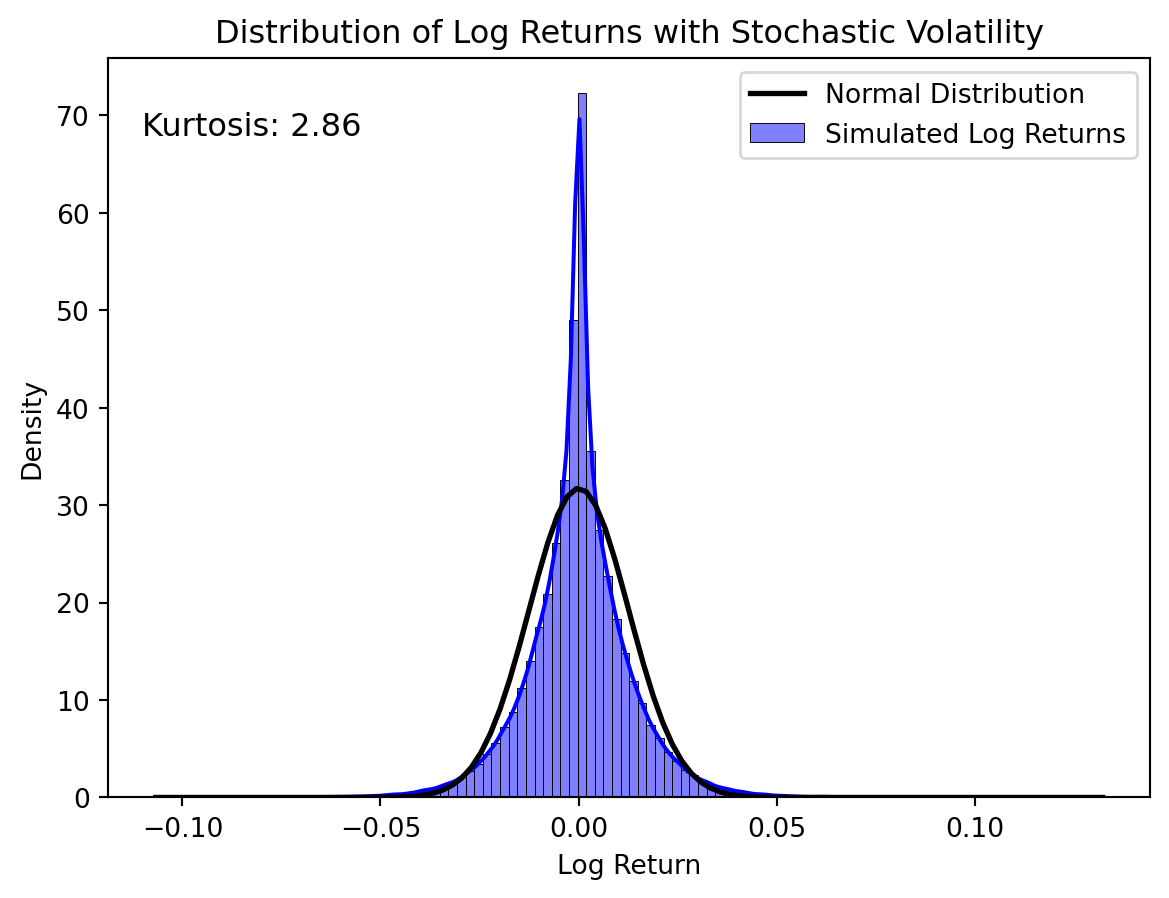 Distribution of Log Returns with Stochastic Volatility
Kurtosis: 2.86
Normal Distribution
Simulated Log Returns
Density
70
60
50
40
30
20
10
0
−0.10 −0.05 0.00 0.05 0.10
Log Return